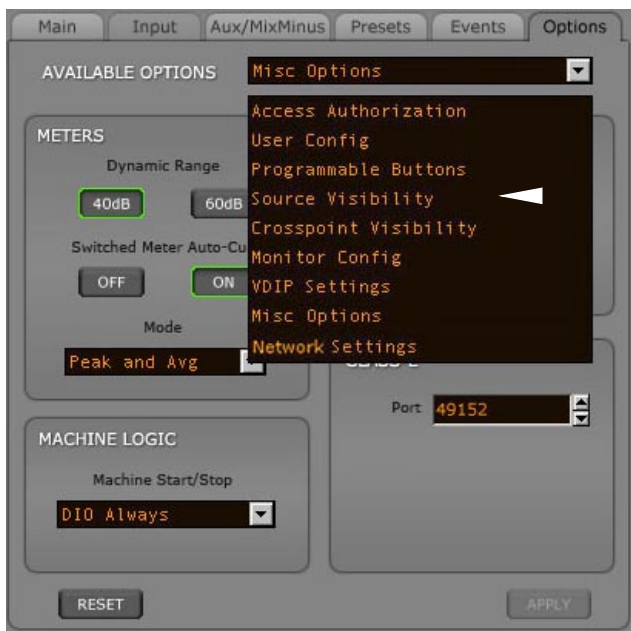 Main Input Aux/MixMinus Presets Events Options
AVAILABLE OPTIONS Misc Options
Access Authorization
User Config
Programmable Buttons
Source Visibility
Crosspoint Visibility
Monitor Config
VDIP Settings
Misc Options
Network Settings
METERS
Dynamic Range
40dB 60dB
Switched Meter Auto-Cu
OFF ON
Mode
Peak and Avg
Port 49152
MACHINE LOGIC
Machine Start/Stop
DIO Always
RESET APPLY